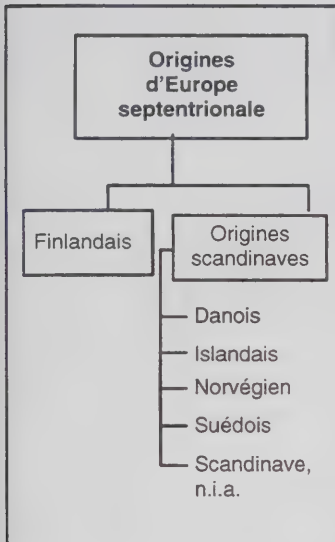 Origines
d'Europe
septentrionale
Finlandais
Origines
scandinaves
Danois
Islandais
Norvégien
Suédois
Scandinave,
n.i.a.